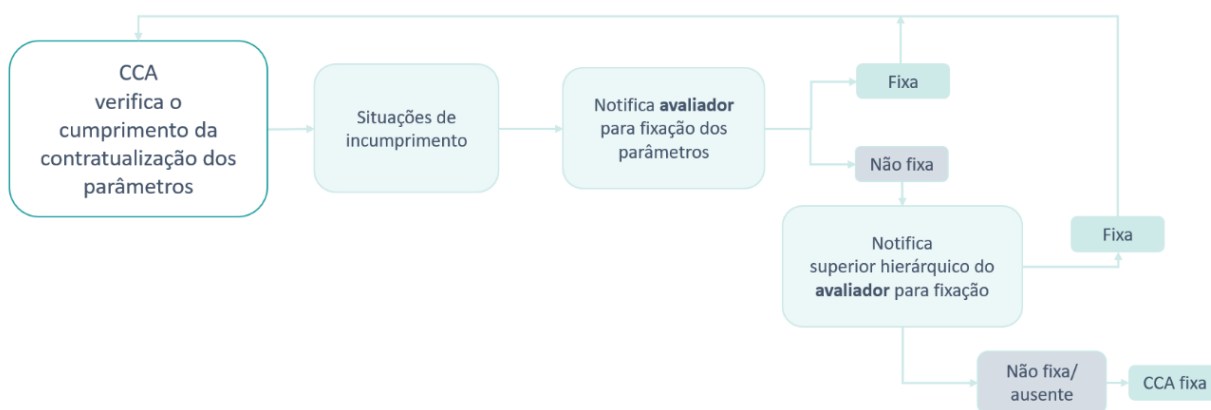 CCA
verifica o
cumprimento da
contratualização dos
parâmetros
Situações de
incumprimento
Notifica avaliador
para fixação dos
parâmetros
Fixa
Não fixa
Notifica
superior hierárquico do
avaliador para fixação
Fixa
Não fixa/
ausente
CCA fixa